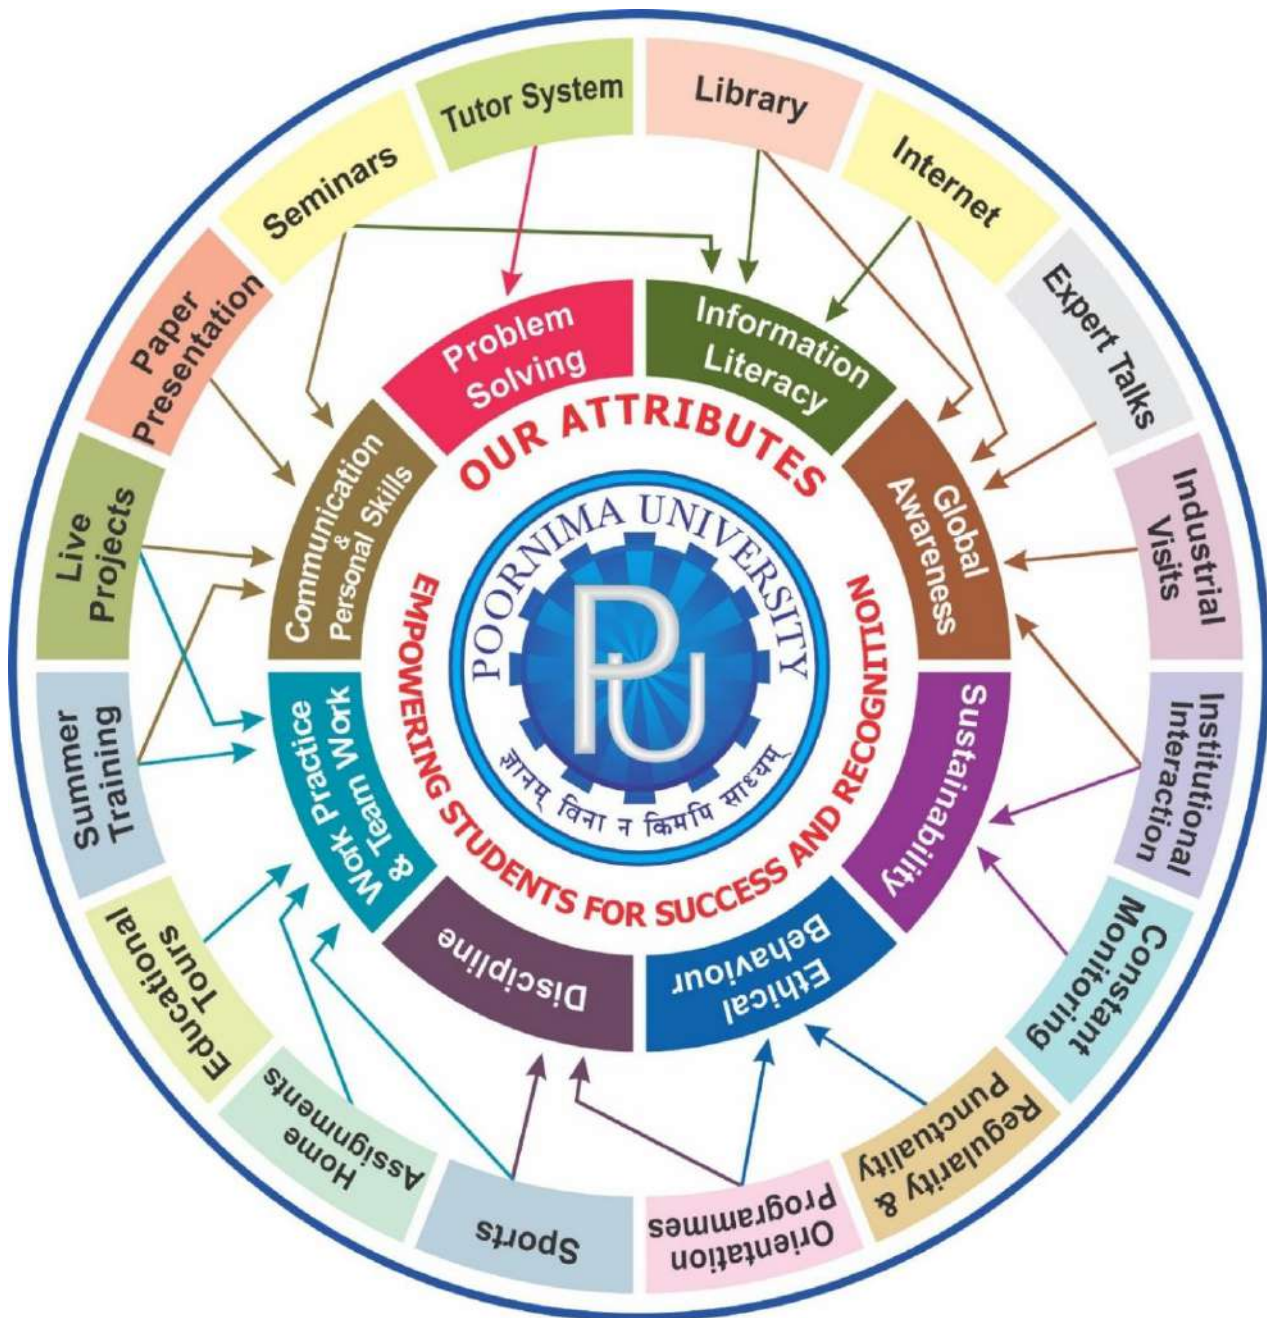 Tutor System
Library
Internet
Expert Talks
Industrial
Visits
Institutional
Interaction
Constant
Monitoring
Regularity &
Punctuality
Orientation
Programmes
Sports
Home
Assignments
Educational
Tours
Summer
Training
Live
Projects
Paper
Presentation
Seminars
Problem
Solving
Information
Literacy
Global
Awareness
Sustainability
Ethical
Behaviour
Discipline
Work Practice
& Team Work
Communication
&
Personal Skills
OUR ATTRIBUTES
EMPOWERING STUDENTS FOR SUCCESS AND RECOGNITION
POORNIMA UNIVERSITY
PU
ज्ञानम् विना न किमपि साध्यम्